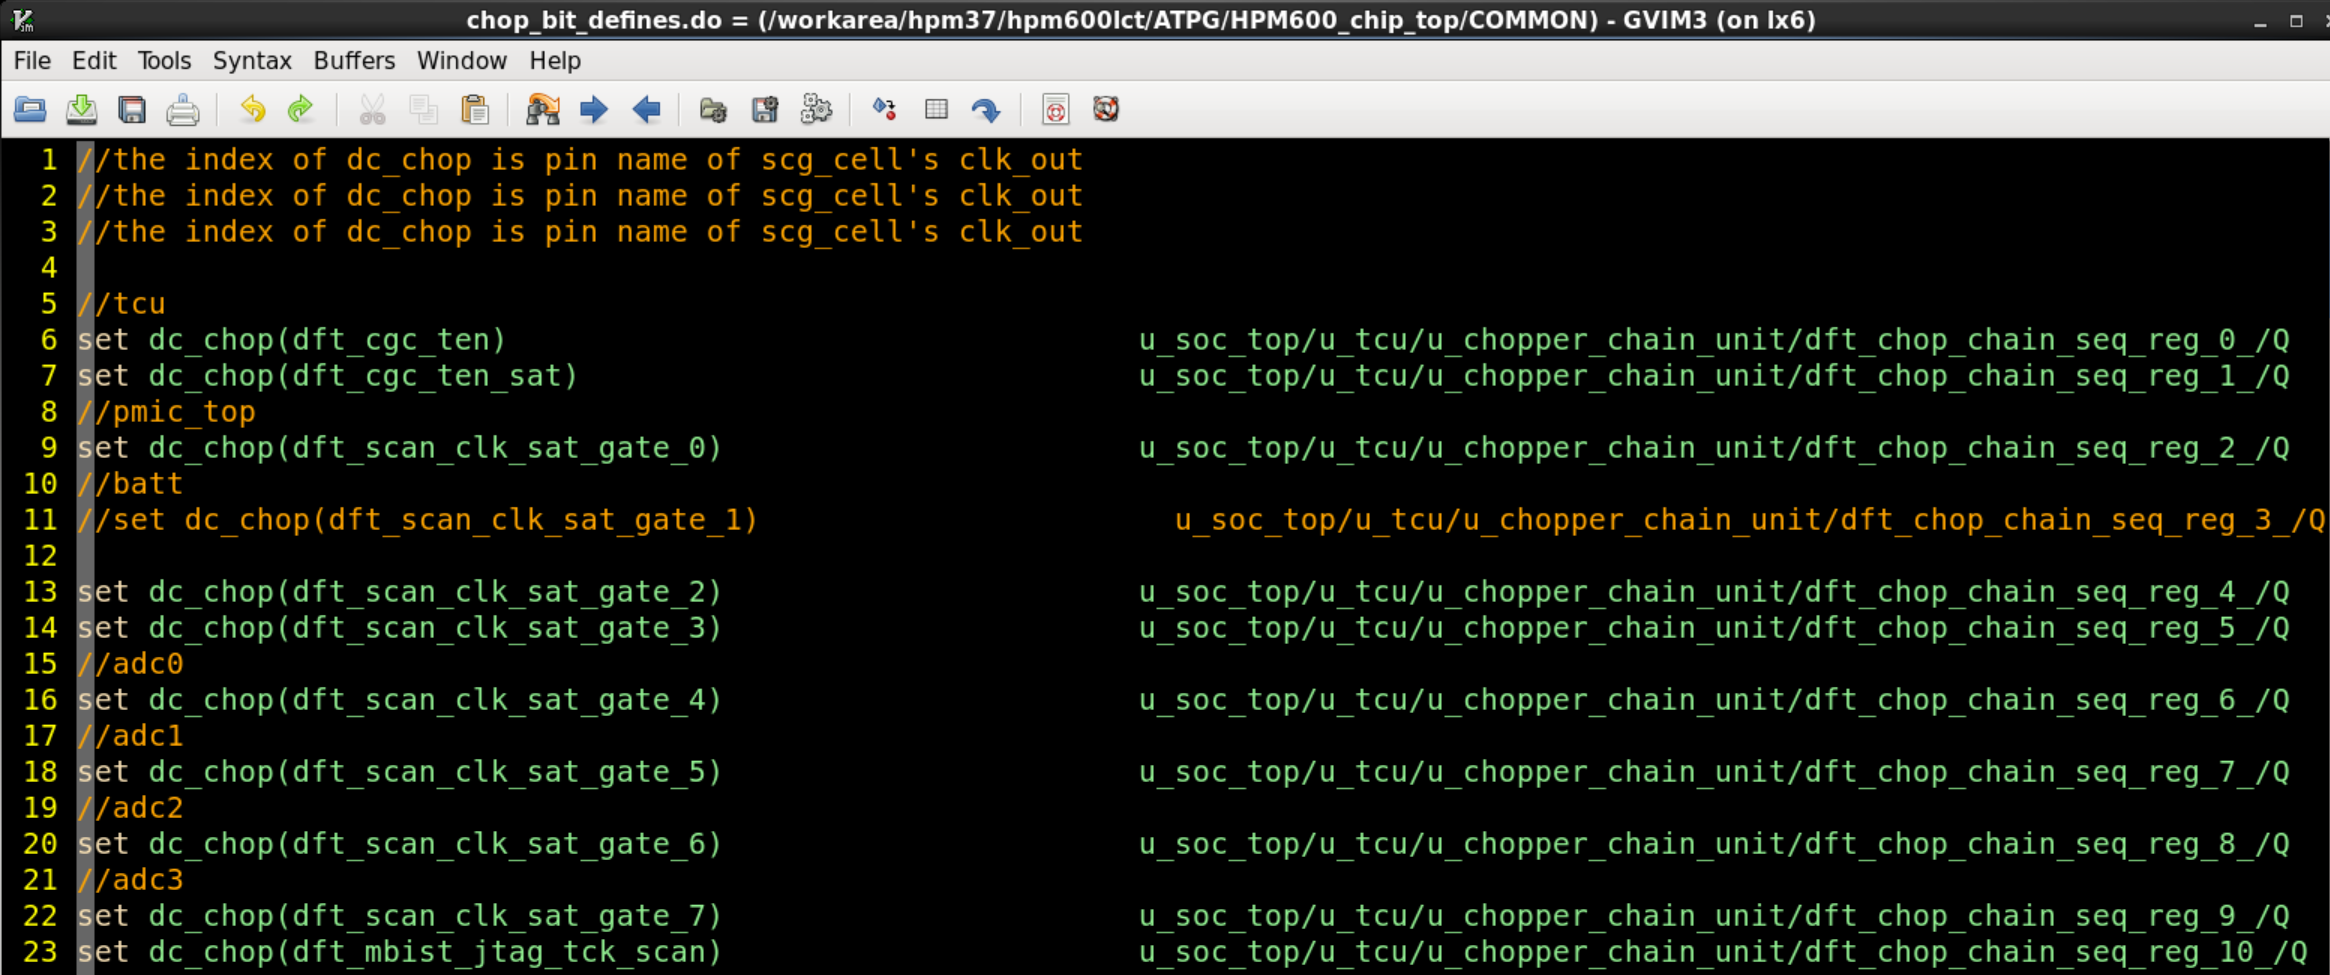 chop_bit_defines.do = (/workarea/hpm37/hpm600lct/ATPG/HPM600_chip_top/COMMON) - GVIM3 (on lx6)
File Edit Tools Syntax Buffers Window Help
1 //the index of dc_chop is pin name of scg_cell's clk_out
2 //the index of dc_chop is pin name of scg_cell's clk_out
3 //the index of dc_chop is pin name of scg_cell's clk_out
4
5 //tcu
6 set dc_chop(dft_cgc_ten) u_soc_top/u_tcu/u_chopper_chain_unit/dft_chop_chain_seq_reg_0_/Q
7 set dc_chop(dft_cgc_ten_sat) u_soc_top/u_tcu/u_chopper_chain_unit/dft_chop_chain_seq_reg_1_/Q
8 //pmic_top
9 set dc_chop(dft_scan_clk_sat_gate_0) u_soc_top/u_tcu/u_chopper_chain_unit/dft_chop_chain_seq_reg_2_/Q
10 //batt
11 //set dc_chop(dft_scan_clk_sat_gate_1) u_soc_top/u_tcu/u_chopper_chain_unit/dft_chop_chain_seq_reg_3_/Q
12
13 set dc_chop(dft_scan_clk_sat_gate_2) u_soc_top/u_tcu/u_chopper_chain_unit/dft_chop_chain_seq_reg_4_/Q
14 set dc_chop(dft_scan_clk_sat_gate_3) u_soc_top/u_tcu/u_chopper_chain_unit/dft_chop_chain_seq_reg_5_/Q
15 //adc0
16 set dc_chop(dft_scan_clk_sat_gate_4) u_soc_top/u_tcu/u_chopper_chain_unit/dft_chop_chain_seq_reg_6_/Q
17 //adc1
18 set dc_chop(dft_scan_clk_sat_gate_5) u_soc_top/u_tcu/u_chopper_chain_unit/dft_chop_chain_seq_reg_7_/Q
19 //adc2
20 set dc_chop(dft_scan_clk_sat_gate_6) u_soc_top/u_tcu/u_chopper_chain_unit/dft_chop_chain_seq_reg_8_/Q
21 //adc3
22 set dc_chop(dft_scan_clk_sat_gate_7) u_soc_top/u_tcu/u_chopper_chain_unit/dft_chop_chain_seq_reg_9_/Q
23 set dc_chop(dft_mbist_jtag_tck_scan) u_soc_top/u_tcu/u_chopper_chain_unit/dft_chop_chain_seq_reg_10_/Q